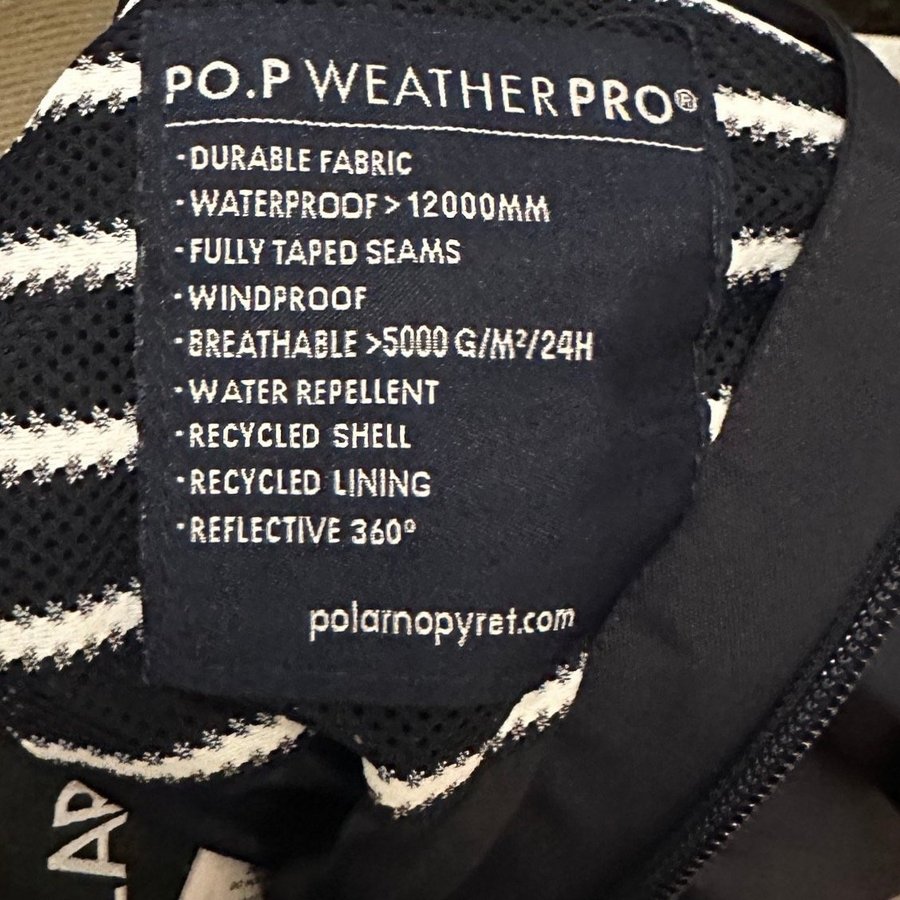 PO.P WEATHERPRO®
·DURABLE FABRIC
·WATERPROOF>12000MM
·FULLY TAPED SEAMS
·WINDPROOF
·BREATHABLE >5000 G/M²/24H
·WATER REPELLENT
·RECYCLED SHELL
·RECYCLED LINING
·REFLECTIVE 360°
polarnopyret.com